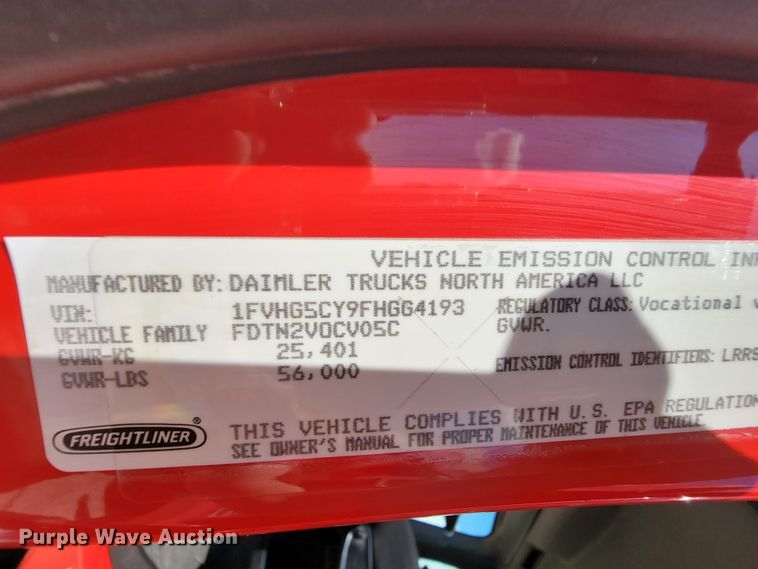 VEHICLE EMISSION CONTROL
MANUFACTURED BY: DAIMLER TRUCKS NORTH AMERICA LLC
VIN: 1FVHG5CY9FHGG4193 REGULATORY CLASS: Vocational
VEHICLE FAMILY FDTN2VOCV05C GVWR.
GVWR-KG 25,401
GVWR-LBS 56,000 EMISSION CONTROL IDENTIFIERS: LRRS
FREIGHTLINER®
THIS VEHICLE COMPLIES WITH U.S. EPA REGULATION
SEE OWNER'S MANUAL FOR PROPER MAINTENANCE OF THIS VEHICLE.
Purple Wave Auction®